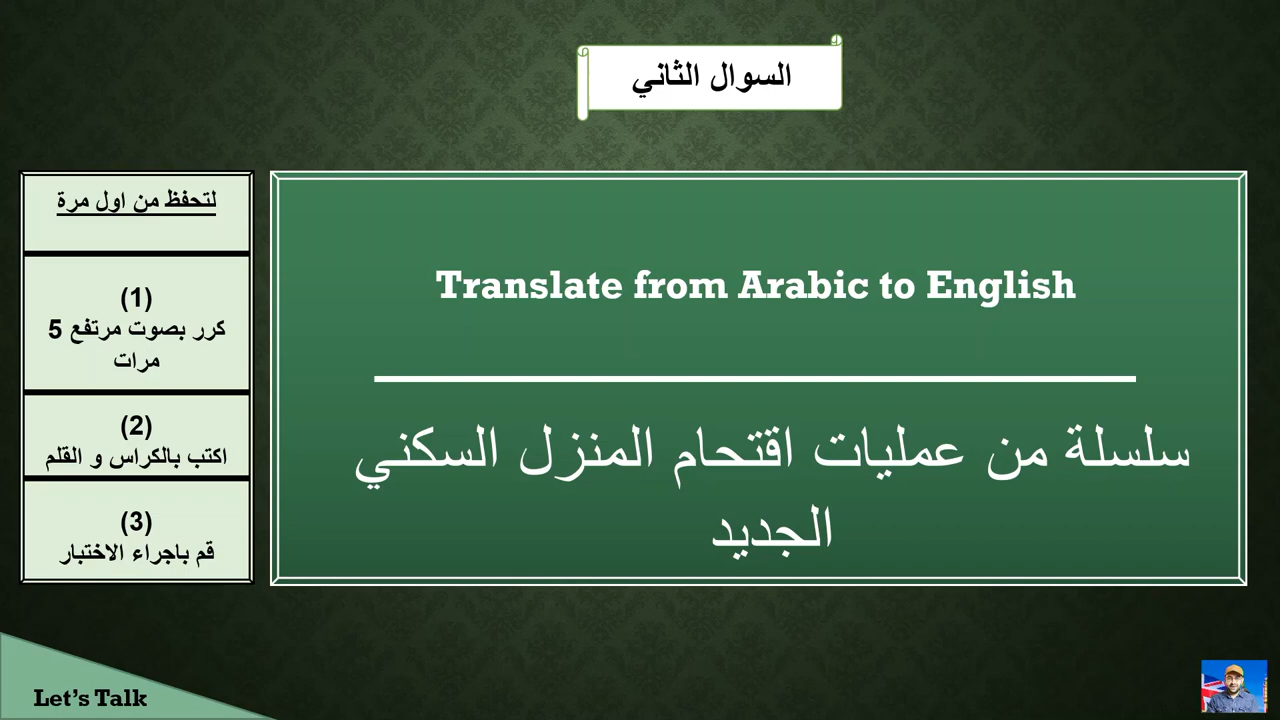 السوال الثاني
لتحفظ من اول مرة
(1)
كرر بصوت مرتفع 5
مرات
(2)
اكتب بالكراس و القلم
(3)
قم باجراء الاختبار
Translate from Arabic to English
سلسلة من عمليات اقتحام المنزل السكني
الجديد
Let's Talk